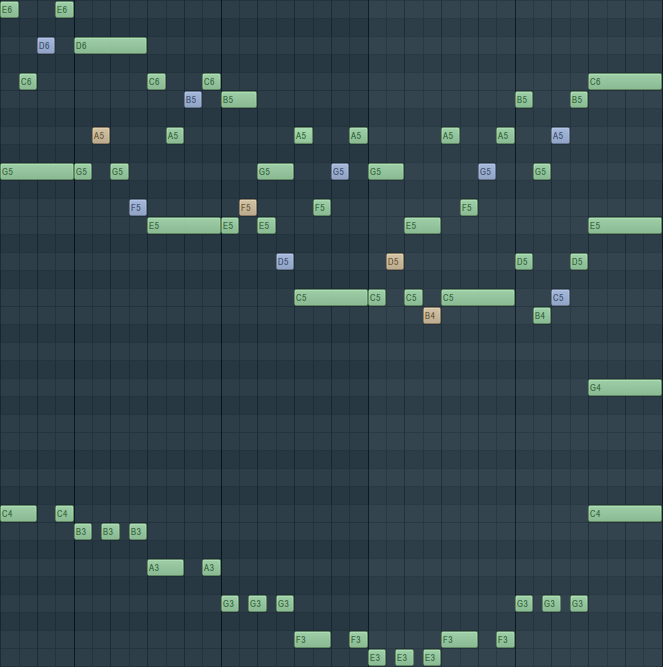 E6 E6
D6 D6
C6 C6 C6 C6
B5 B5 B5 B5
A5 A5 A5 A5 A5 A5 A5
G5 G5 G5 G5 G5 G5 G5 G5
F5 F5 F5 F5
E5 E5 E5 E5 E5
D5 D5 D5 D5
C5 C5 C5 C5 C5
B4 B4
G4
C4 C4 C4
B3 B3 B3
A3 A3
G3 G3 G3 G3 G3 G3
F3 F3 F3 F3
E3 E3 E3